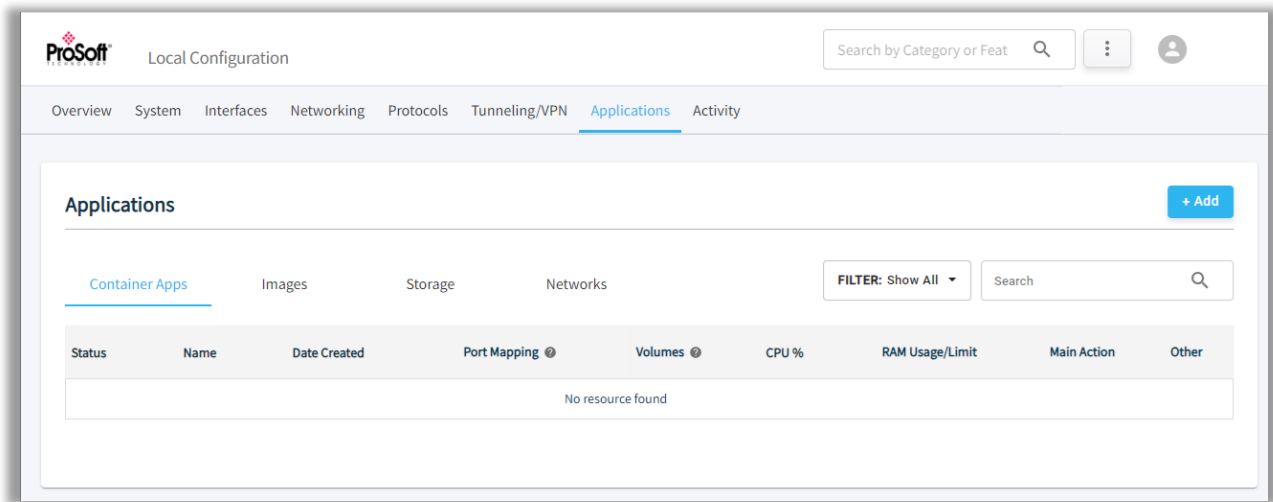 ProSoft
TECHNOLOGY
Local Configuration
Search by Category or Feat
Overview System Interfaces Networking Protocols Tunneling/VPN Applications Activity
Applications
+ Add
Container Apps Images Storage Networks
FILTER: Show All
Search
Status Name Date Created Port Mapping ? Volumes ? CPU % RAM Usage/Limit Main Action Other
No resource found